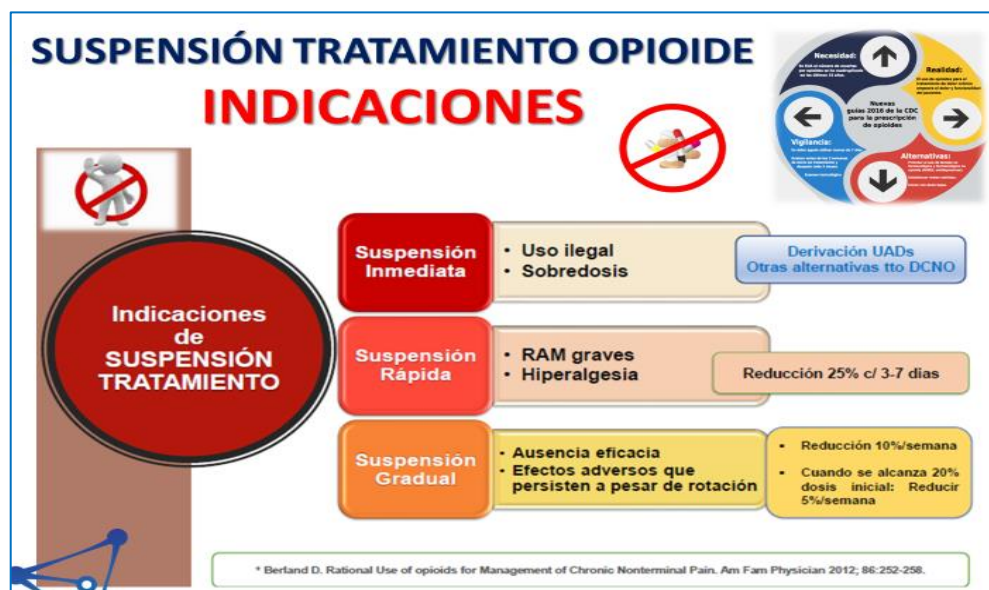 SUSPENSIÓN TRATAMIENTO OPIOIDE
INDICACIONES
Necesidad:
Realidad:
Nuevas
guías 2016 de la CDC
para la prescripción
de opioides
Vigilancia:
Alternativas:
Indicaciones
de
SUSPENSIÓN
TRATAMIENTO
Suspensión
Inmediata
• Uso ilegal
• Sobredosis
Derivación UADs
Otras alternativas tto DCNO
Suspensión
Rápida
• RAM graves
• Hiperalgesia
Reducción 25% c/ 3-7 dias
Suspensión
Gradual
• Ausencia eficacia
• Efectos adversos que
persisten a pesar de rotación
• Reducción 10%/semana
• Cuando se alcanza 20%
dosis inicial: Reducir
5%/semana
* Berland D. Rational Use of opioids for Management of Chronic Nonterminal Pain. Am Fam Physician 2012; 86:252-258.